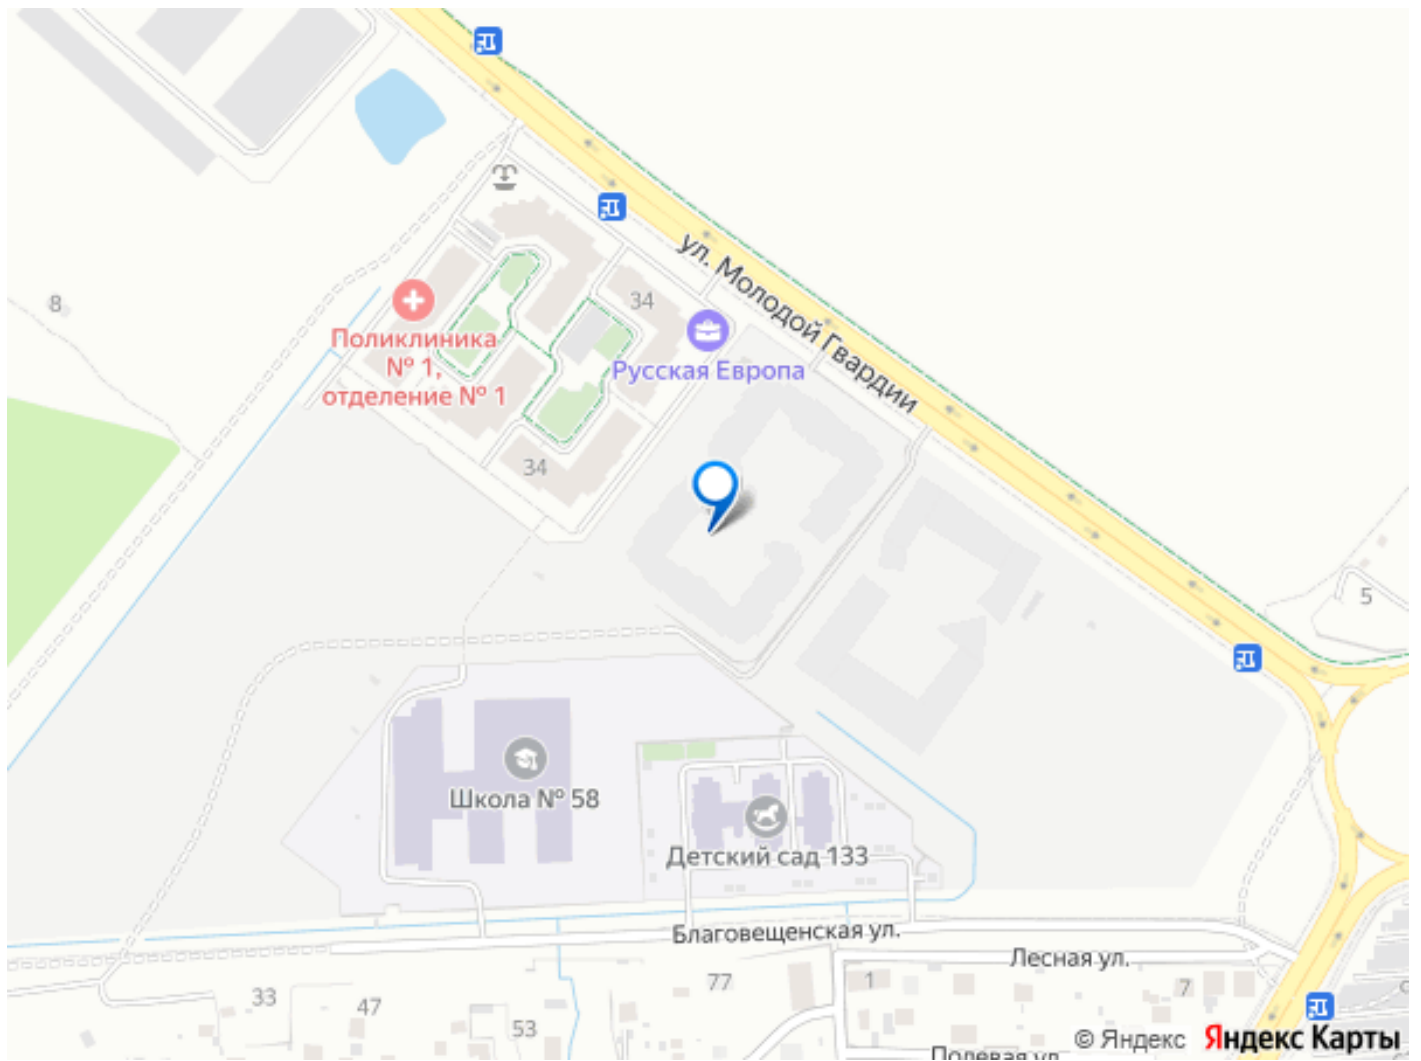 ул. Молодой Гвардии
8
34
Поликлиника
№ 1,
отделение № 1
Русская Европа
34
5
Школа № 58
Детский сад 133
Благовещенская ул.
Лесная ул.
77
1
7
33
47
53
Полевая ул.
© Яндекс Яндекс Карты